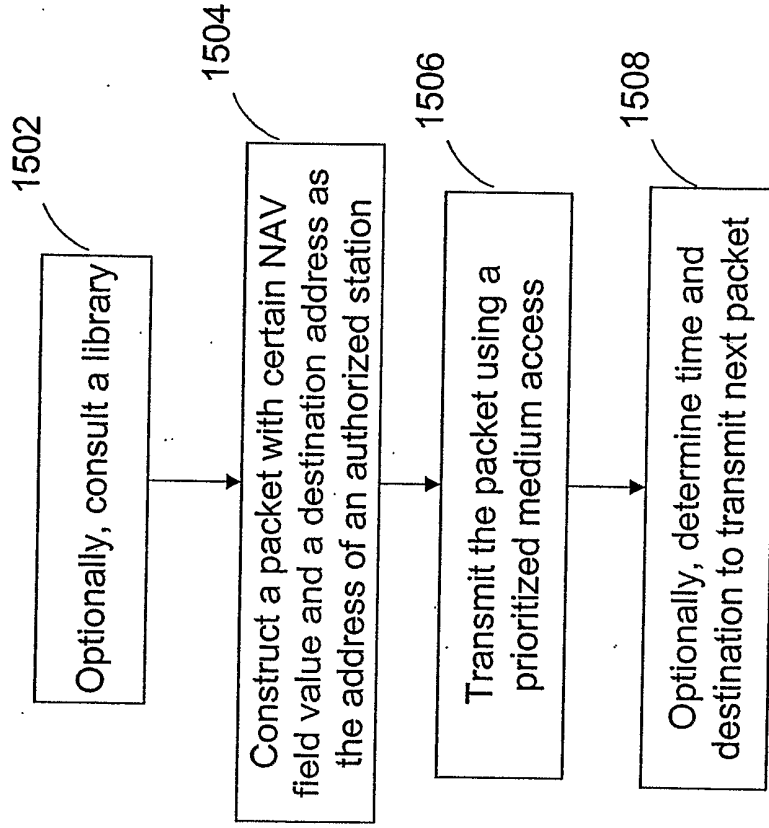 1502
Optionally, consult a library
1504
Construct a packet with certain NAV
field value and a destination address as
the address of an authorized station
1506
Transmit the packet using a
prioritized medium access
1508
Optionally, determine time and
destination to transmit next packet